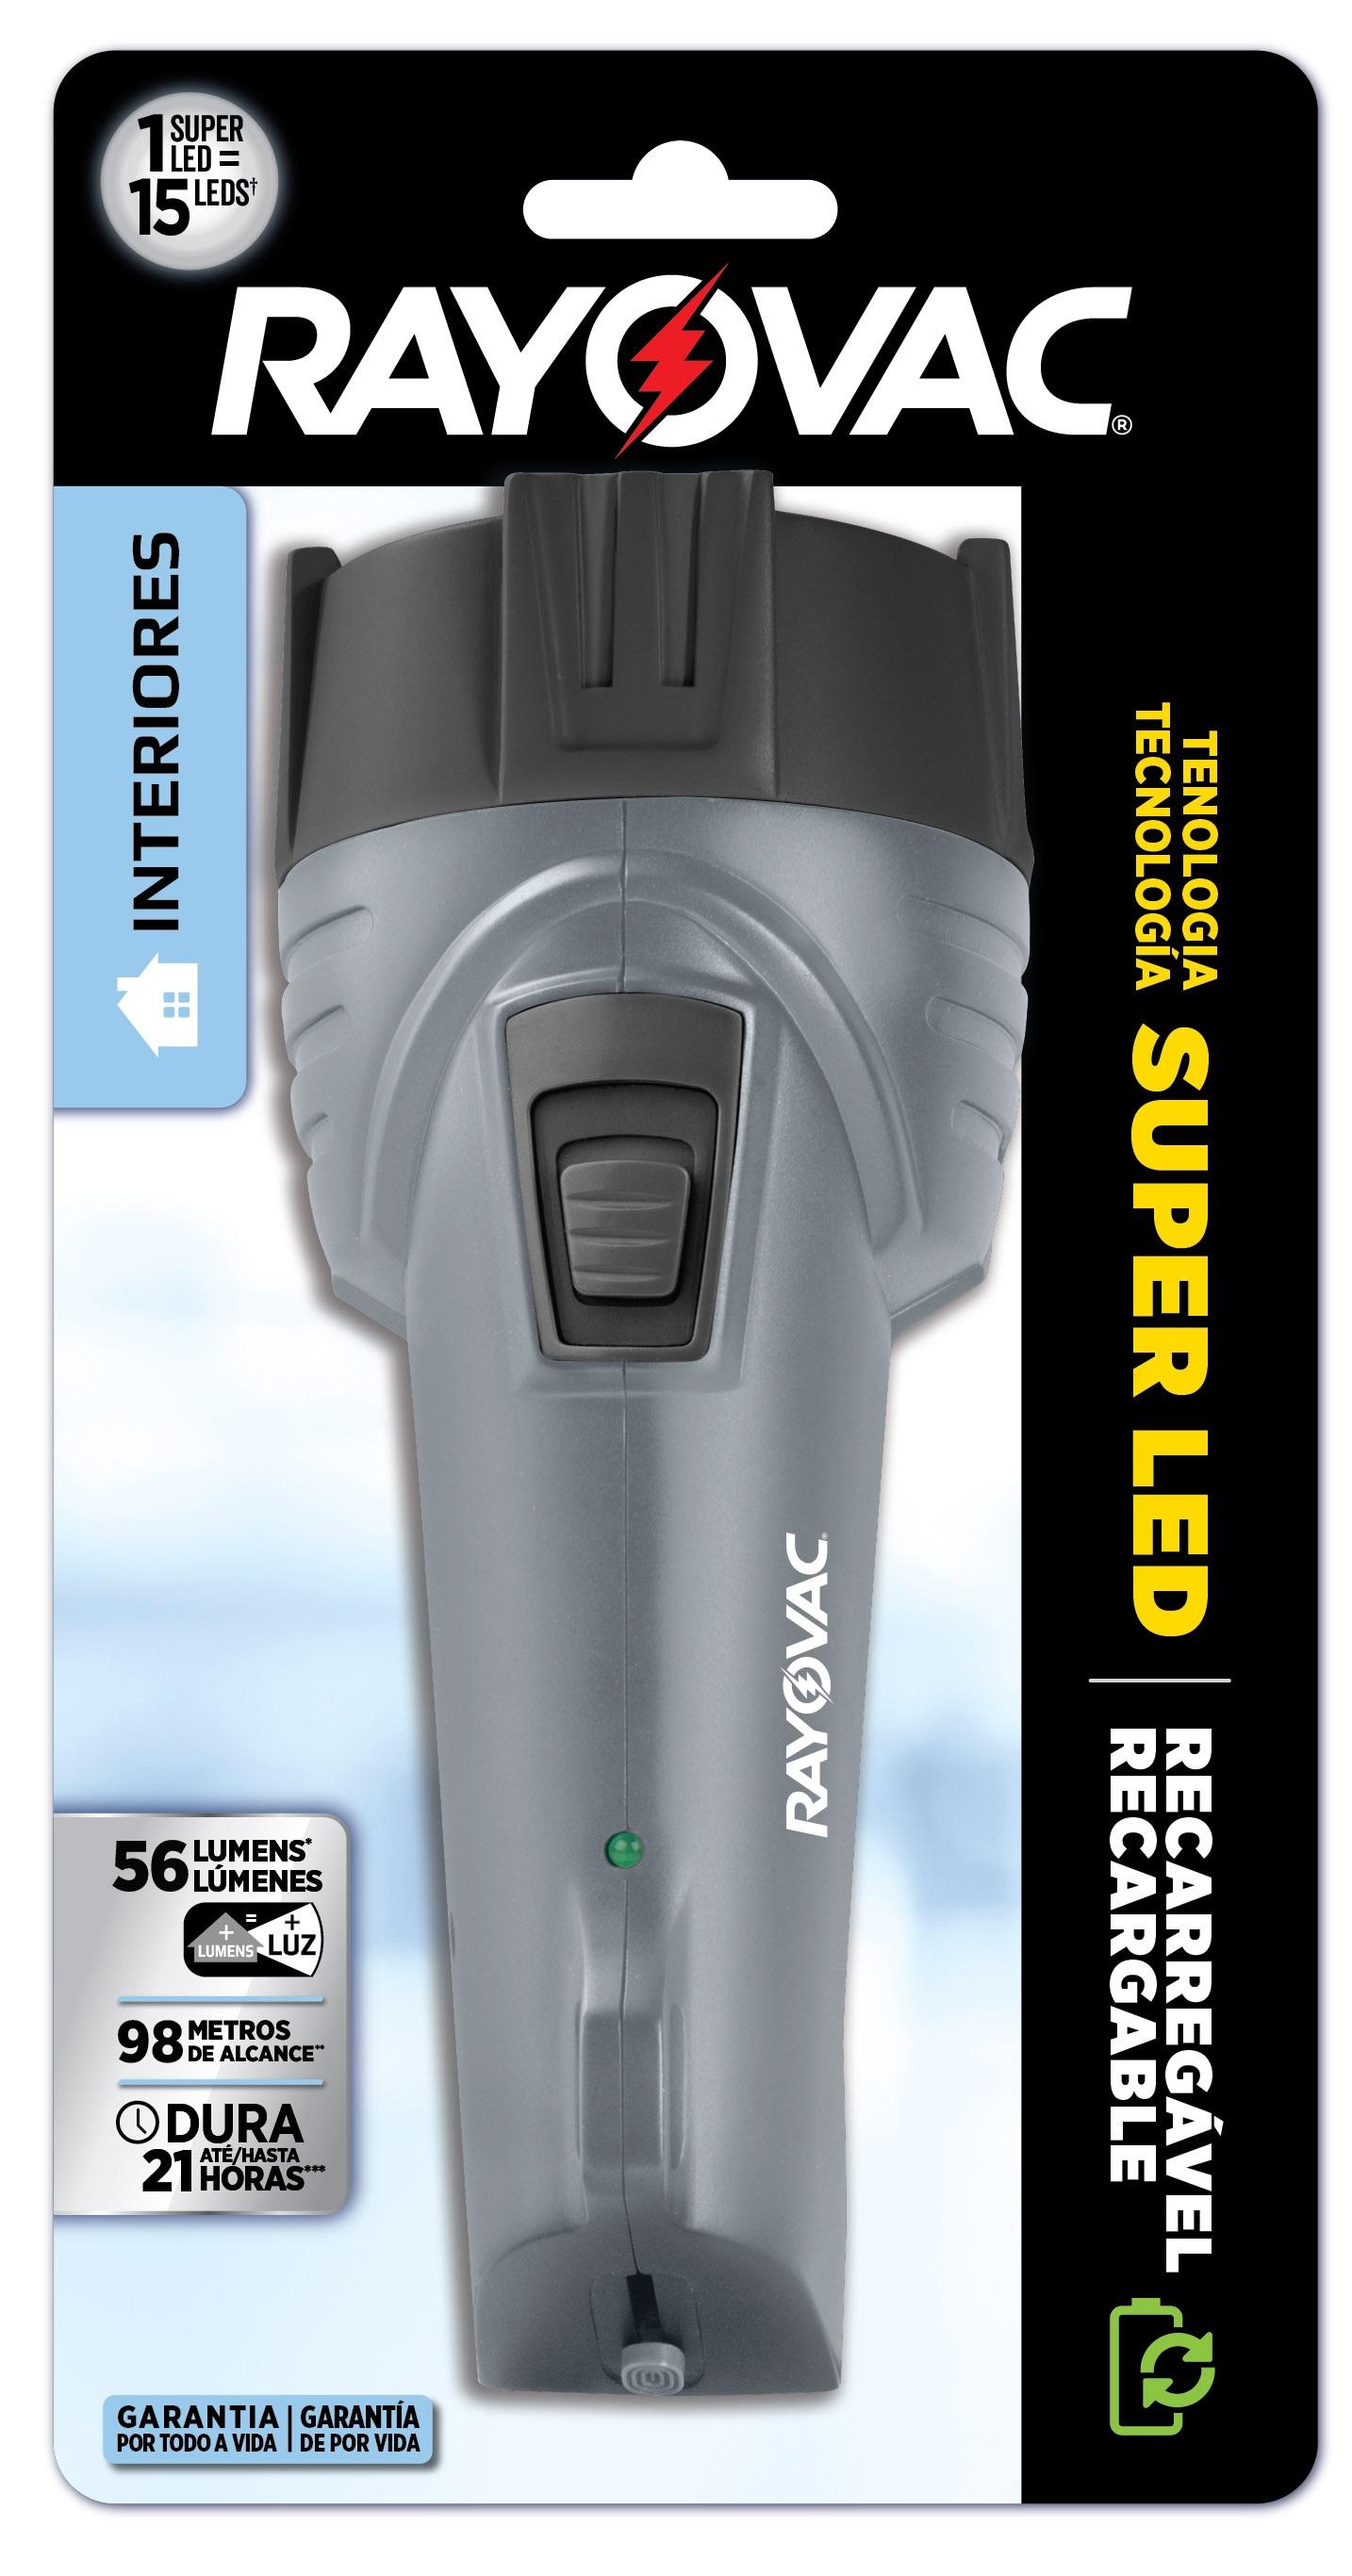 1 SUPER
LED =
15 LEDS†
RAYOVAC®
INTERIORES
TENOLOGIA
TECNOLOGÍA
SUPER LED
RECARREGÁVEL
RECARGABLE
RAYOVAC®
56 LUMENS*
LÚMENES
+ = +
LUMENS LUZ
98 METROS
DE ALCANCE**
DURA
ATÉ/HASTA
21 HORAS***
GARANTIA | GARANTÍA
POR TODO A VIDA | DE POR VIDA